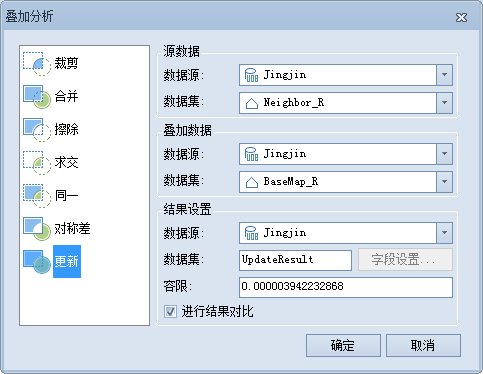 叠加分析
裁剪
合并
擦除
求交
同一
对称差
更新
源数据
数据源: Jingjin
数据集: Neighbor_R
叠加数据
数据源: Jingjin
数据集: BaseMap_R
结果设置
数据源: Jingjin
数据集: UpdateResult 字段设置...
容限: 0.000003942232868
进行结果对比
确定 取消